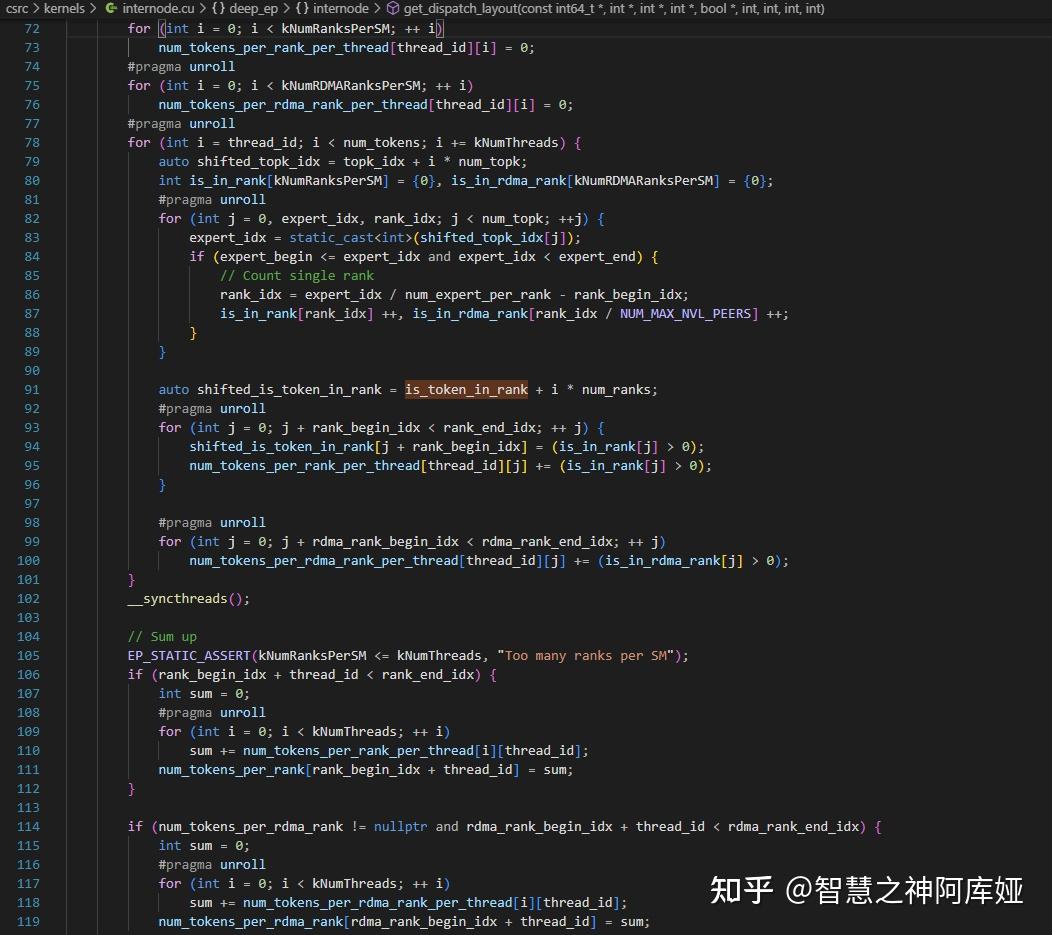 csrc > kernels > internode.cu > {} deep_ep > {} internode > get_dispatch_layout(const int64_t *, int *, int *, int *, bool *, int, int, int, int)
72 for (int i = 0; i < kNumRanksPerSM; ++ i)
73 num_tokens_per_rank_per_thread[thread_id][i] = 0;
74 #pragma unroll
75 for (int i = 0; i < kNumRDMARanksPerSM; ++ i)
76 num_tokens_per_rdma_rank_per_thread[thread_id][i] = 0;
77 #pragma unroll
78 for (int i = thread_id; i < num_tokens; i += kNumThreads) {
79 auto shifted_topk_idx = topk_idx + i * num_topk;
80 int is_in_rank[kNumRanksPerSM] = {0}, is_in_rdma_rank[kNumRDMARanksPerSM] = {0};
81 #pragma unroll
82 for (int j = 0, expert_idx, rank_idx; j < num_topk; ++j) {
83 expert_idx = static_cast<int>(shifted_topk_idx[j]);
84 if (expert_begin <= expert_idx and expert_idx < expert_end) {
85 // Count single rank
86 rank_idx = expert_idx / num_expert_per_rank - rank_begin_idx;
87 is_in_rank[rank_idx] ++, is_in_rdma_rank[rank_idx / NUM_MAX_NVL_PEERS] ++;
88 }
89 }
90
91 auto shifted_is_token_in_rank = is_token_in_rank + i * num_ranks;
92 #pragma unroll
93 for (int j = 0; j + rank_begin_idx < rank_end_idx; ++ j) {
94 shifted_is_token_in_rank[j + rank_begin_idx] = (is_in_rank[j] > 0);
95 num_tokens_per_rank_per_thread[thread_id][j] += (is_in_rank[j] > 0);
96 }
97
98 #pragma unroll
99 for (int j = 0; j + rdma_rank_begin_idx < rdma_rank_end_idx; ++ j)
100 num_tokens_per_rdma_rank_per_thread[thread_id][j] += (is_in_rdma_rank[j] > 0);
101 }
102 __syncthreads();
103
104 // Sum up
105 EP_STATIC_ASSERT(kNumRanksPerSM <= kNumThreads, "Too many ranks per SM");
106 if (rank_begin_idx + thread_id < rank_end_idx) {
107 int sum = 0;
108 #pragma unroll
109 for (int i = 0; i < kNumThreads; ++ i)
110 sum += num_tokens_per_rank_per_thread[i][thread_id];
111 num_tokens_per_rank[rank_begin_idx + thread_id] = sum;
112 }
113
114 if (num_tokens_per_rdma_rank != nullptr and rdma_rank_begin_idx + thread_id < rdma_rank_end_idx) {
115 int sum = 0;
116 #pragma unroll
117 for (int i = 0; i < kNumThreads; ++ i)
118 sum += num_tokens_per_rdma_rank_per_thread[i][thread_id];
119 num_tokens_per_rdma_rank[rdma_rank_begin_idx + thread_id] = sum;
知乎 @智慧之神阿库娅